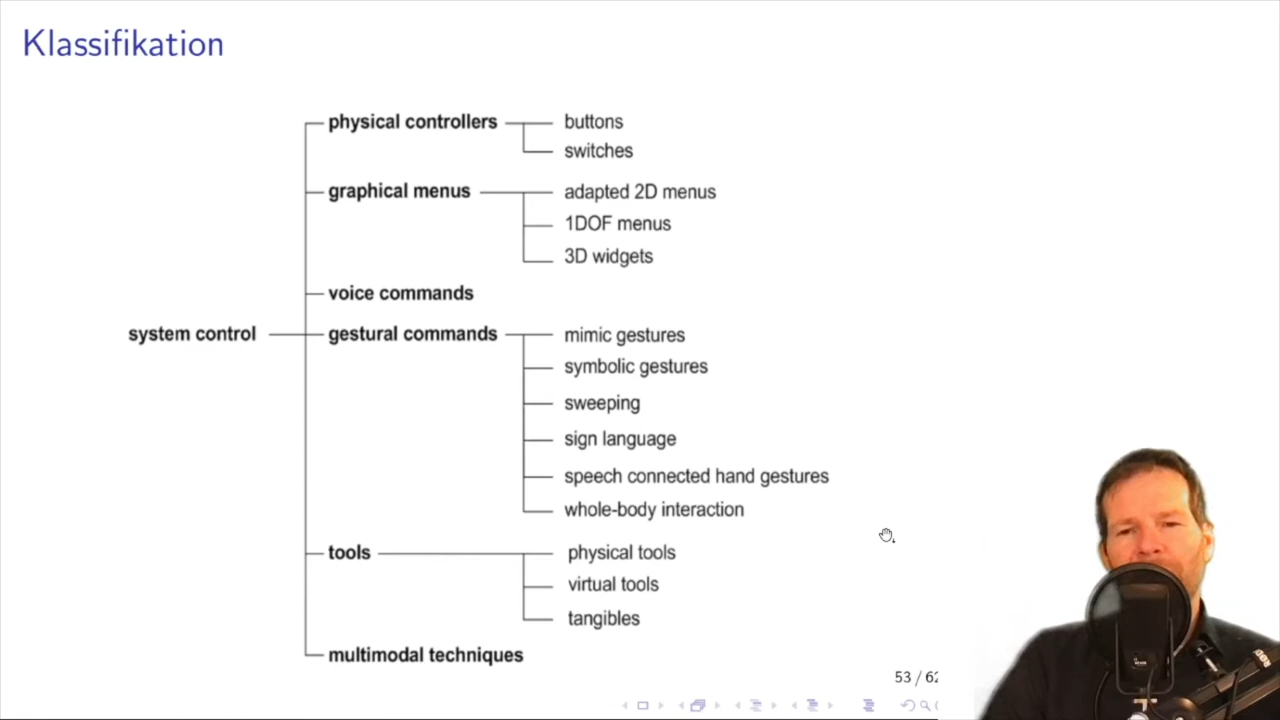 Klassifikation
physical controllers
buttons
switches
graphical menus
adapted 2D menus
1DOF menus
3D widgets
voice commands
system control
gestural commands
mimic gestures
symbolic gestures
sweeping
sign language
speech connected hand gestures
whole-body interaction
tools
physical tools
virtual tools
tangibles
multimodal techniques
53 / 62